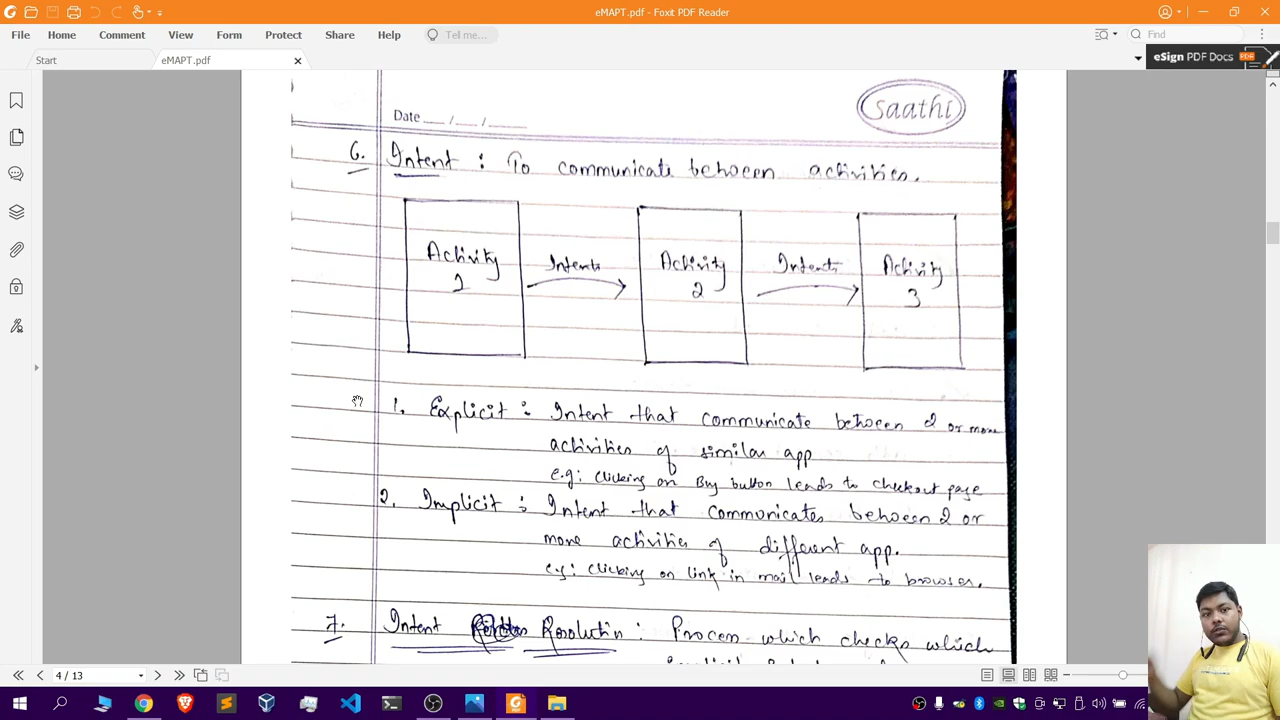 eMAPT.pdf - Foxit PDF Reader
File Home Comment View Form Protect Share Help Tell me... Find
Start eMAPT.pdf eSign PDF Docs
Date __/__/____
Saathi
6. Intent : To communicate between activities.
Activity 1 Intents Activity 2 Intents Activity 3
1. Explicit : Intent that communicate between 2 or more
activities of similar app
e.g: clicking on Buy button leads to checkout page
2. Implicit : Intent that communicates between 2 or
more activities of different app.
e.g: clicking on link in mail leads to browser.
7. Intent Resolution : Process which checks which
4 / 13